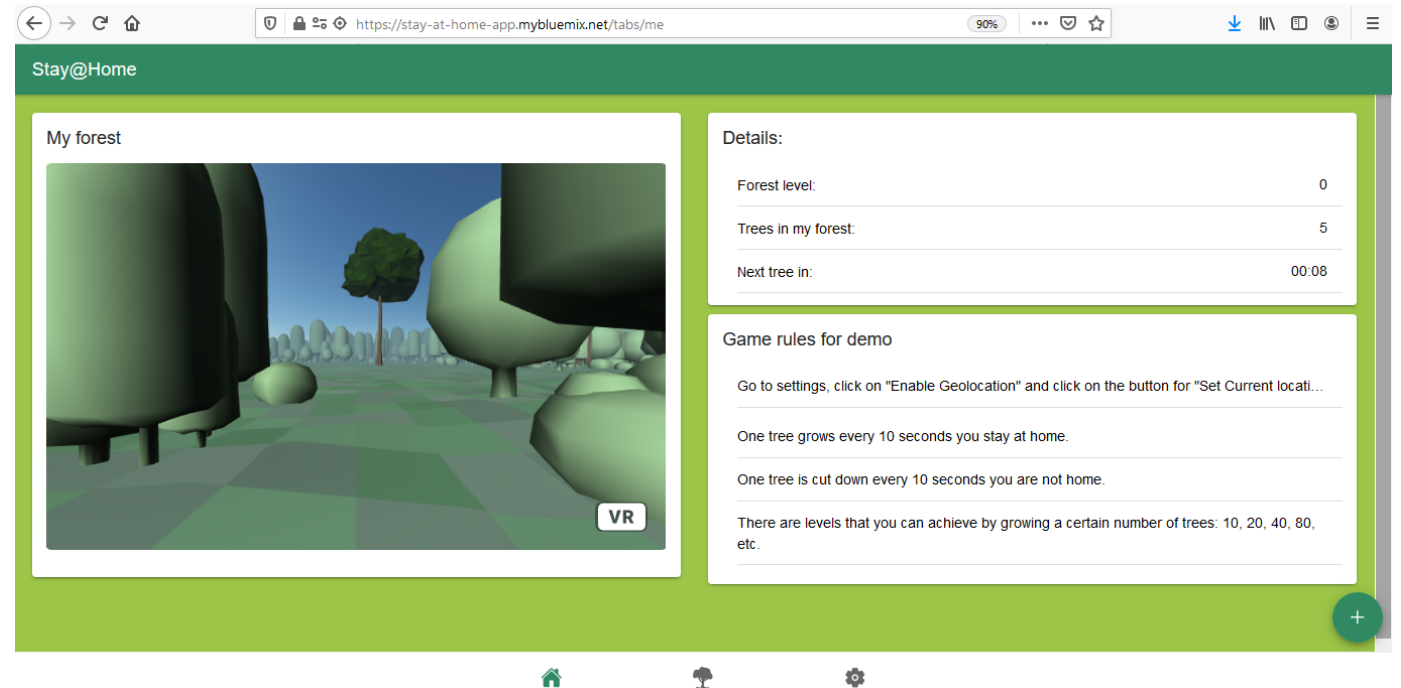 https://stay-at-home-app.mybluemix.net/tabs/me
90%
Stay@Home
My forest
VR
Details:
Forest level: 0
Trees in my forest: 5
Next tree in: 00:08
Game rules for demo
Go to settings, click on "Enable Geolocation" and click on the button for "Set Current locati...
One tree grows every 10 seconds you stay at home.
One tree is cut down every 10 seconds you are not home.
There are levels that you can achieve by growing a certain number of trees: 10, 20, 40, 80,
etc.